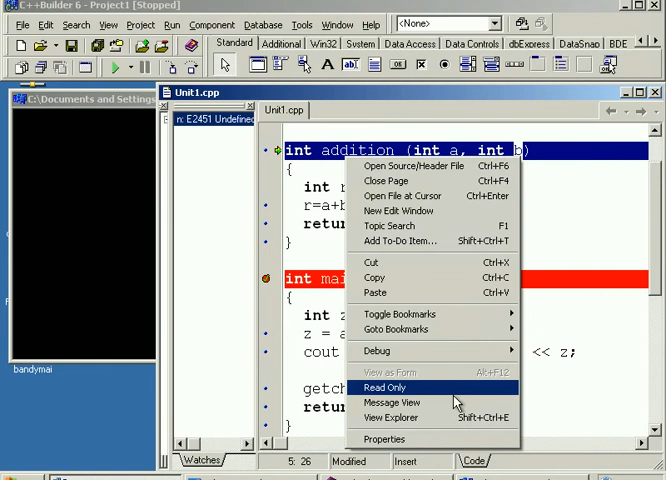 C++Builder 6 - Project1 [Stopped]
File Edit Search View Project Run Component Database Tools Window Help <None>
Standard Additional Win32 System Data Access Data Controls dbExpress DataSnap BDE
C:\Documents and Settings
bandymai
Unit1.cpp
n: E2451 Undefined
Watches
Unit1.cpp
int addition (int a, int b)
{
int r
r=a+b
retur
}
int mai
{
int z
z = a
cout << z;
getch
retur
}
Open Source/Header File Ctrl+F6
Close Page Ctrl+F4
Open File at Cursor Ctrl+Enter
New Edit Window
Topic Search F1
Add To-Do Item... Shift+Ctrl+T
Cut Ctrl+X
Copy Ctrl+C
Paste Ctrl+V
Toggle Bookmarks
Goto Bookmarks
Debug
View as Form Alt+F12
Read Only
Message View
View Explorer Shift+Ctrl+E
Properties
5: 26 Modified Insert Code